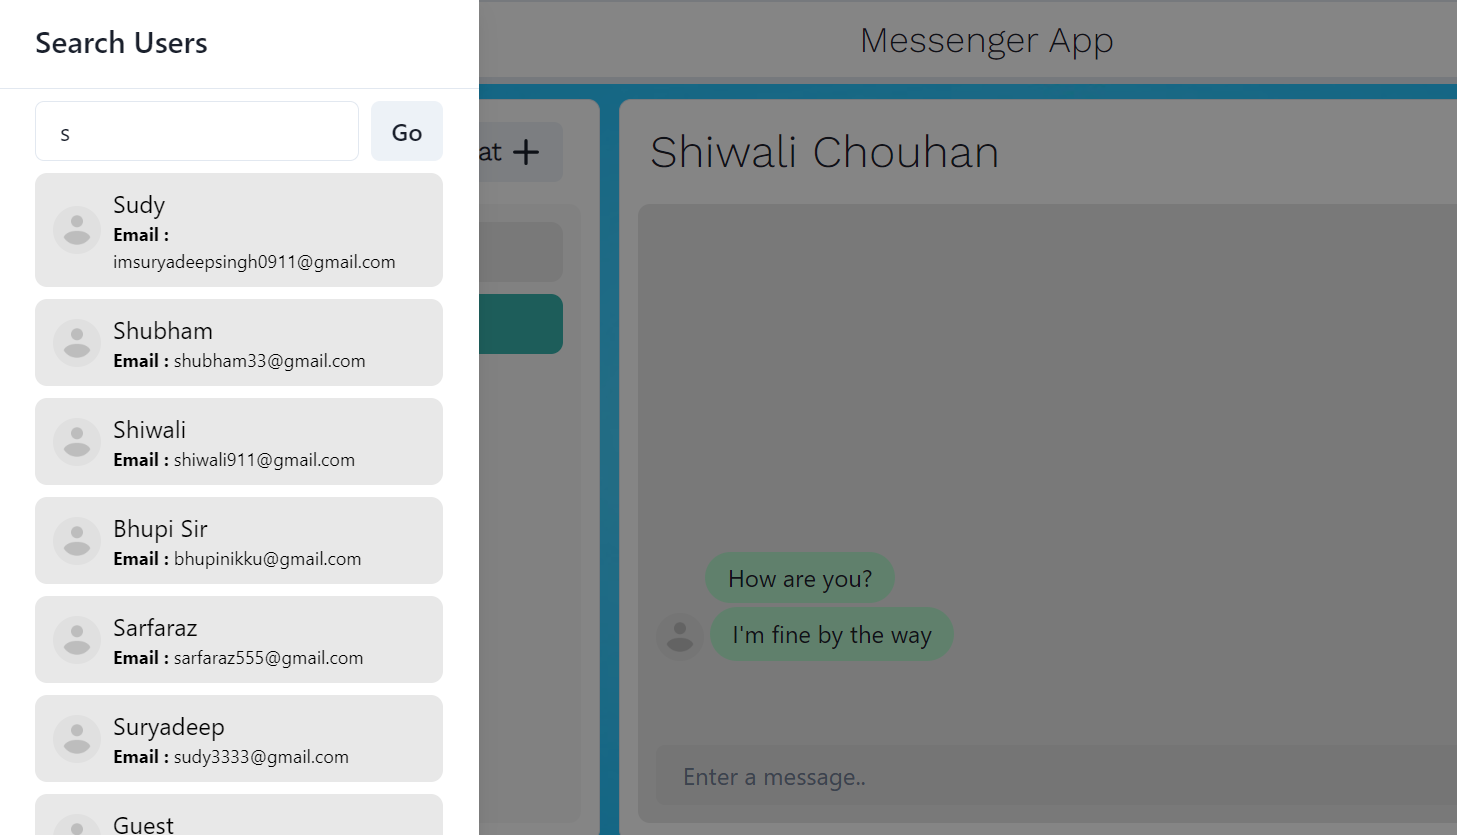 Search Users
s
Go
Sudy
Email :
imsuryadeepsingh0911@gmail.com
Shubham
Email : shubham33@gmail.com
Shiwali
Email : shiwali911@gmail.com
Bhupi Sir
Email : bhupinikku@gmail.com
Sarfaraz
Email : sarfaraz555@gmail.com
Suryadeep
Email : sudy3333@gmail.com
Guest
Messenger App
at +
Shiwali Chouhan
How are you?
I'm fine by the way
Enter a message..